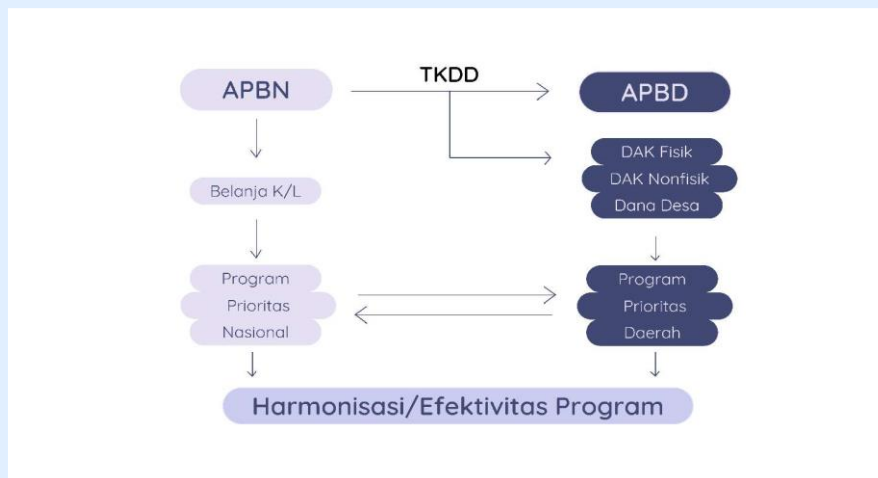 TKDD
APBN
APBD
DAK Fisik
DAK Nonfisik
Dana Desa
Belanja K/L
Program
Prioritas
Nasional
Program
Prioritas
Daerah
Harmonisasi/Efektivitas Program